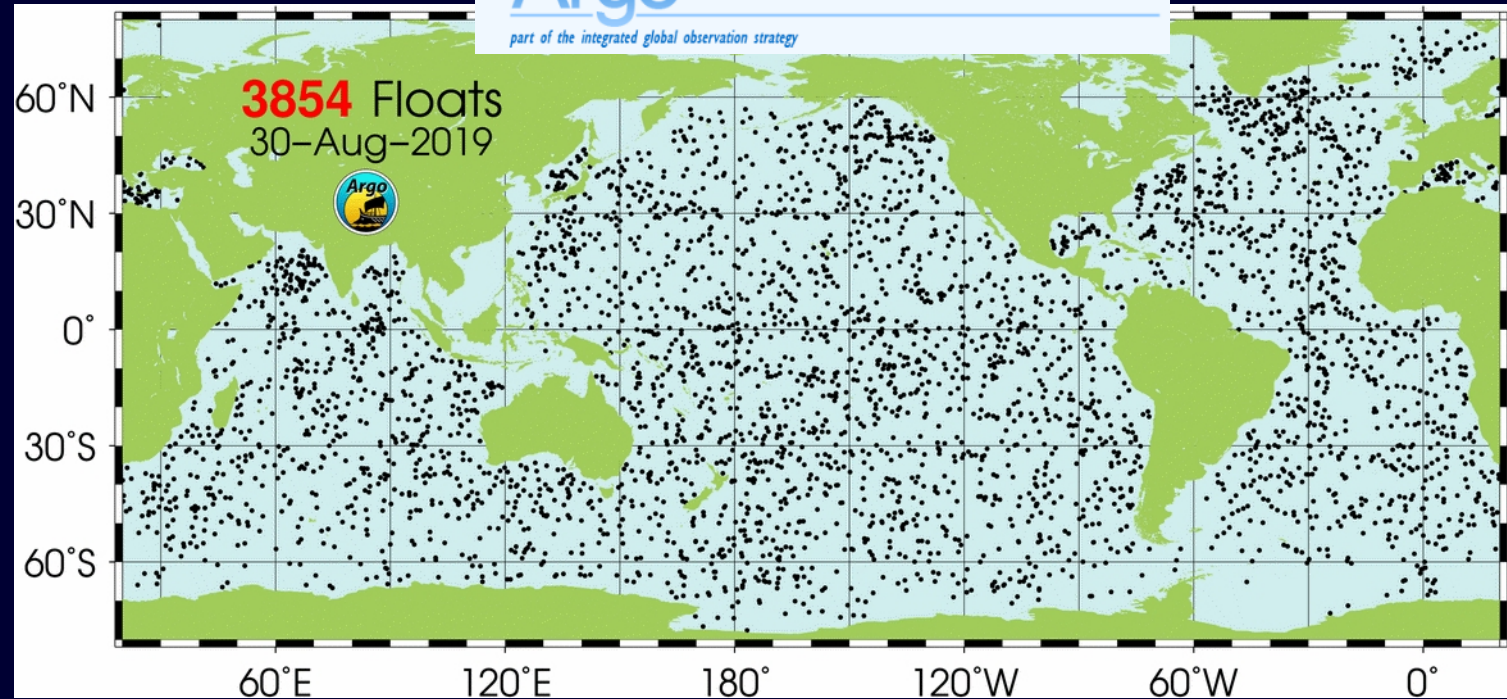 Argo
part of the integrated global observation strategy
3854 Floats
30–Aug–2019
Argo
60˚N
30˚N
0˚
30˚S
60˚S
60˚E 120˚E 180˚ 120˚W 60˚W 0˚